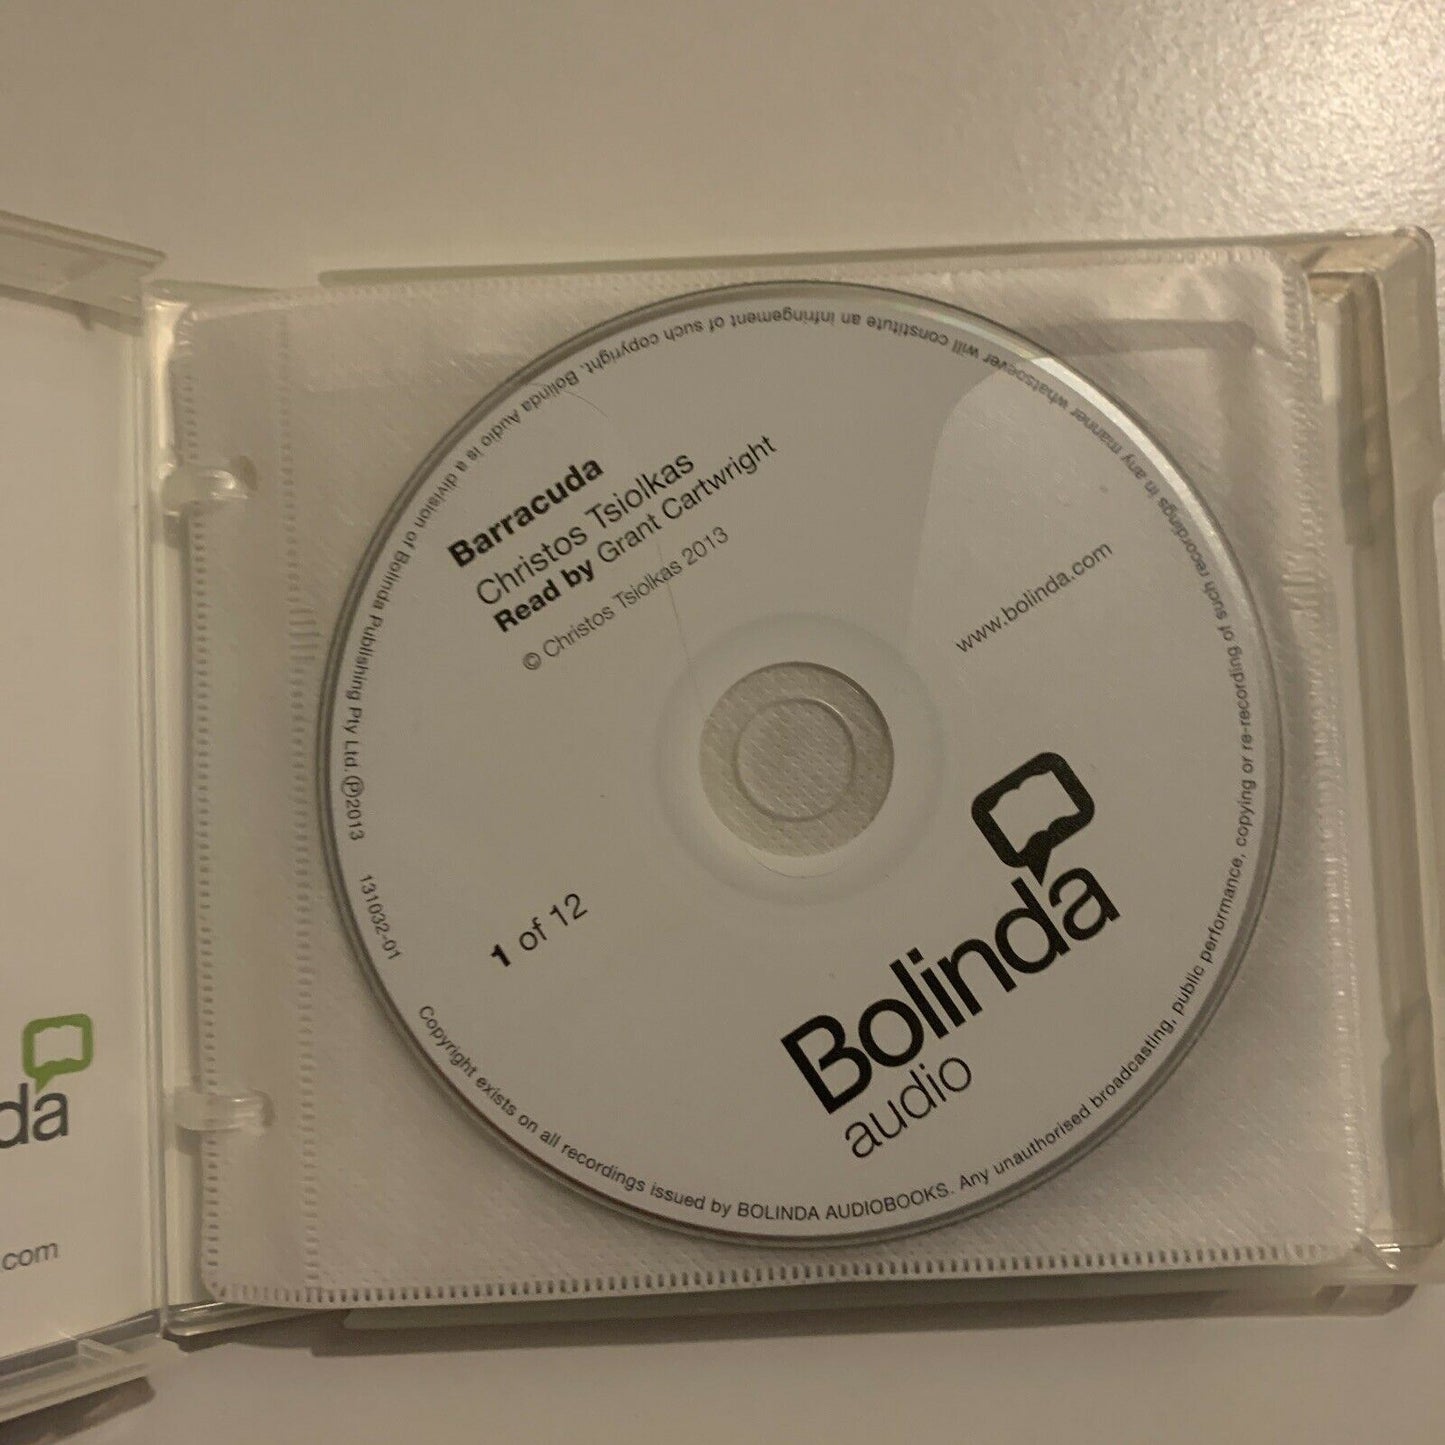 Barracuda
Christos Tsiolkas
Read by Grant Cartwright
© Christos Tsiolkas 2013
www.bolinda.com
1 of 12
Bolinda
audio
Copyright exists on all recordings issued by BOLINDA AUDIOBOOKS. Any unauthorised broadcasting, public performance, copying or re-recording of such recordings in any manner whatsoever will constitute an infringement of such copyright. Bolinda Audio is a division of Bolinda Publishing Pty Ltd. ℗2013
131032-01
da
.com